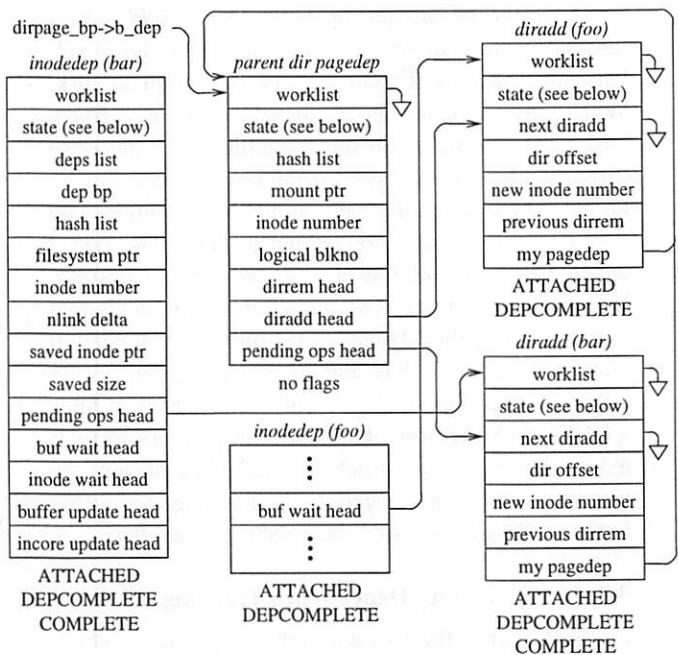 dirpage_bp->b_dep
inodedep (bar)
worklist
state (see below)
deps list
dep bp
hash list
filesystem ptr
inode number
nlink delta
saved inode ptr
saved size
pending ops head
buf wait head
inode wait head
buffer update head
incore update head
ATTACHED
DEPCOMPLETE
COMPLETE
parent dir pagedep
worklist
state (see below)
hash list
mount ptr
inode number
logical blkno
dirrem head
diradd head
pending ops head
no flags
inodedep (foo)
buf wait head
ATTACHED
DEPCOMPLETE
diradd (foo)
worklist
state (see below)
next diradd
dir offset
new inode number
previous dirrem
my pagedep
ATTACHED
DEPCOMPLETE
diradd (bar)
worklist
state (see below)
next diradd
dir offset
new inode number
previous dirrem
my pagedep
ATTACHED
DEPCOMPLETE
COMPLETE